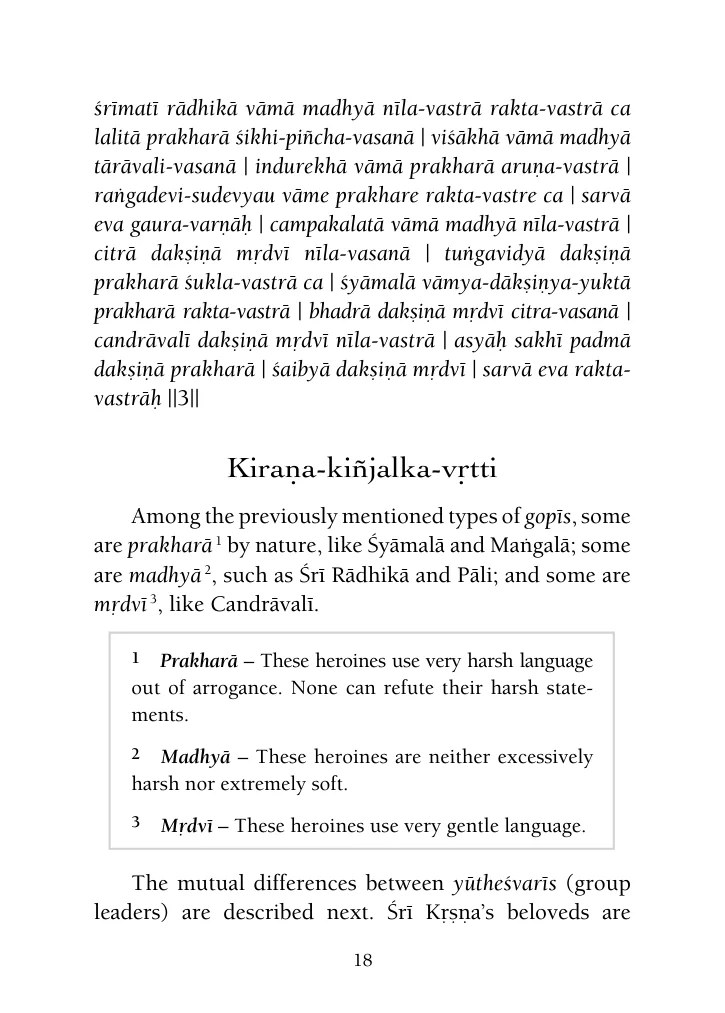 śrīmatī rādhikā vāmā madhyā nīla-vastrā rakta-vastrā ca
lalitā prakharā śikhi-piñcha-vasanā | viśākhā vāmā madhyā
tārāvali-vasanā | indurekhā vāmā prakharā aruṇa-vastrā |
raṅgadevi-sudevyau vāme prakhare rakta-vastre ca | sarvā
eva gaura-varṇāḥ | campakalatā vāmā madhyā nīla-vastrā |
citrā dakṣiṇā mṛdvī nīla-vasanā | tuṅgavidyā dakṣiṇā
prakharā śukla-vastrā ca | śyāmalā vāmya-dākṣiṇya-yuktā
prakharā rakta-vastrā | bhadrā dakṣiṇā mṛdvī citra-vasanā |
candrāvalī dakṣiṇā mṛdvī nīla-vastrā | asyāḥ sakhī padmā
dakṣiṇā prakharā | śaibyā dakṣiṇā mṛdvī | sarvā eva rakta-
vastrāḥ ||3||
Kiraṇa-kiñjalka-vṛtti
Among the previously mentioned types of gopīs, some
are prakharā 1 by nature, like Śyāmalā and Maṅgalā; some
are madhyā 2, such as Śrī Rādhikā and Pāli; and some are
mṛdvī 3, like Candrāvalī.
1 Prakharā – These heroines use very harsh language
out of arrogance. None can refute their harsh state-
ments.
2 Madhyā – These heroines are neither excessively
harsh nor extremely soft.
3 Mṛdvī – These heroines use very gentle language.
The mutual differences between yūtheśvarīs (group
leaders) are described next. Śrī Kṛṣṇa’s beloveds are
18